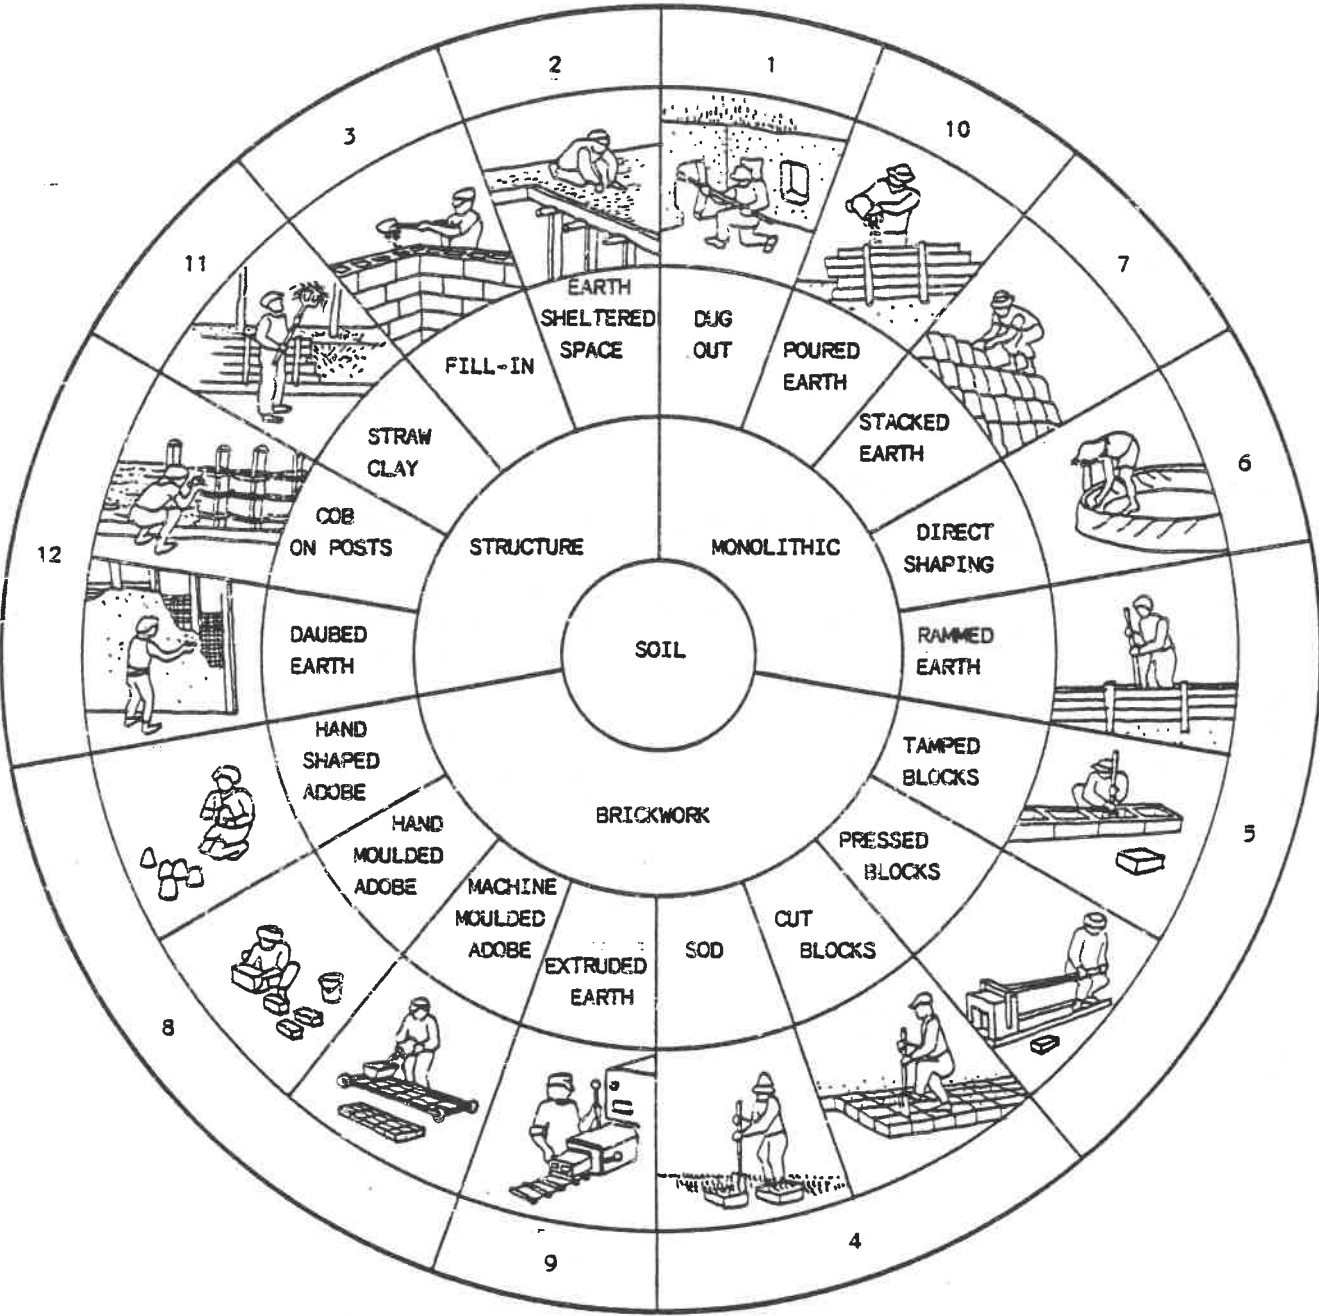 2
1
3
10
11
7
EARTH
SHELTERED
SPACE
DUG
OUT
FILL-IN
POURED
EARTH
STACKED
EARTH
STRAW
CLAY
6
COB
ON POSTS
DIRECT
SHAPING
STRUCTURE
MONOLITHIC
12
DAUBED
EARTH
SOIL
RAMMED
EARTH
HAND
SHAPED
ADOBE
TAMPED
BLOCKS
BRICKWORK
5
HAND
MOULDED
ADOBE
PRESSED
BLOCKS
MACHINE
MOULDED
ADOBE
EXTRUDED
EARTH
SOD
CUT
BLOCKS
8
9
4